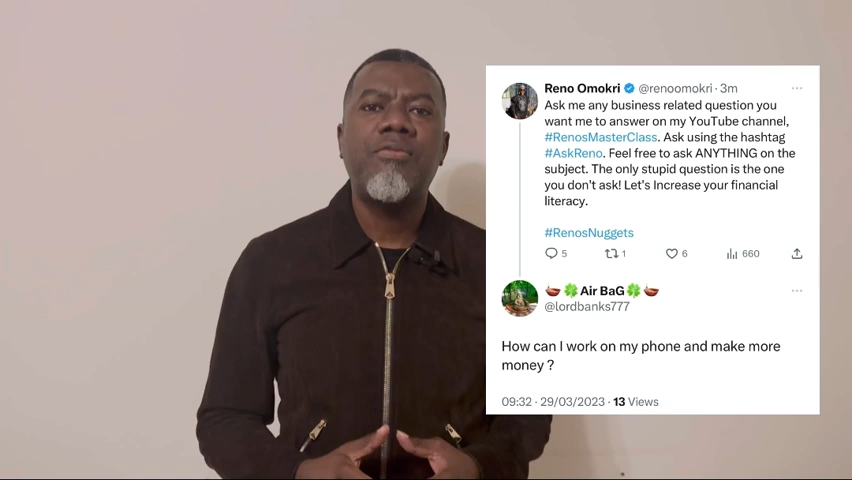 Reno Omokri @renoomokri · 3m
Ask me any business related question you
want me to answer on my YouTube channel,
#RenosMasterClass. Ask using the hashtag
#AskReno. Feel free to ask ANYTHING on the
subject. The only stupid question is the one
you don't ask! Let's Increase your financial
literacy.
#RenosNuggets
5 1 6 660
Air BaG
@lordbanks777
How can I work on my phone and make more
money ?
09:32 · 29/03/2023 · 13 Views